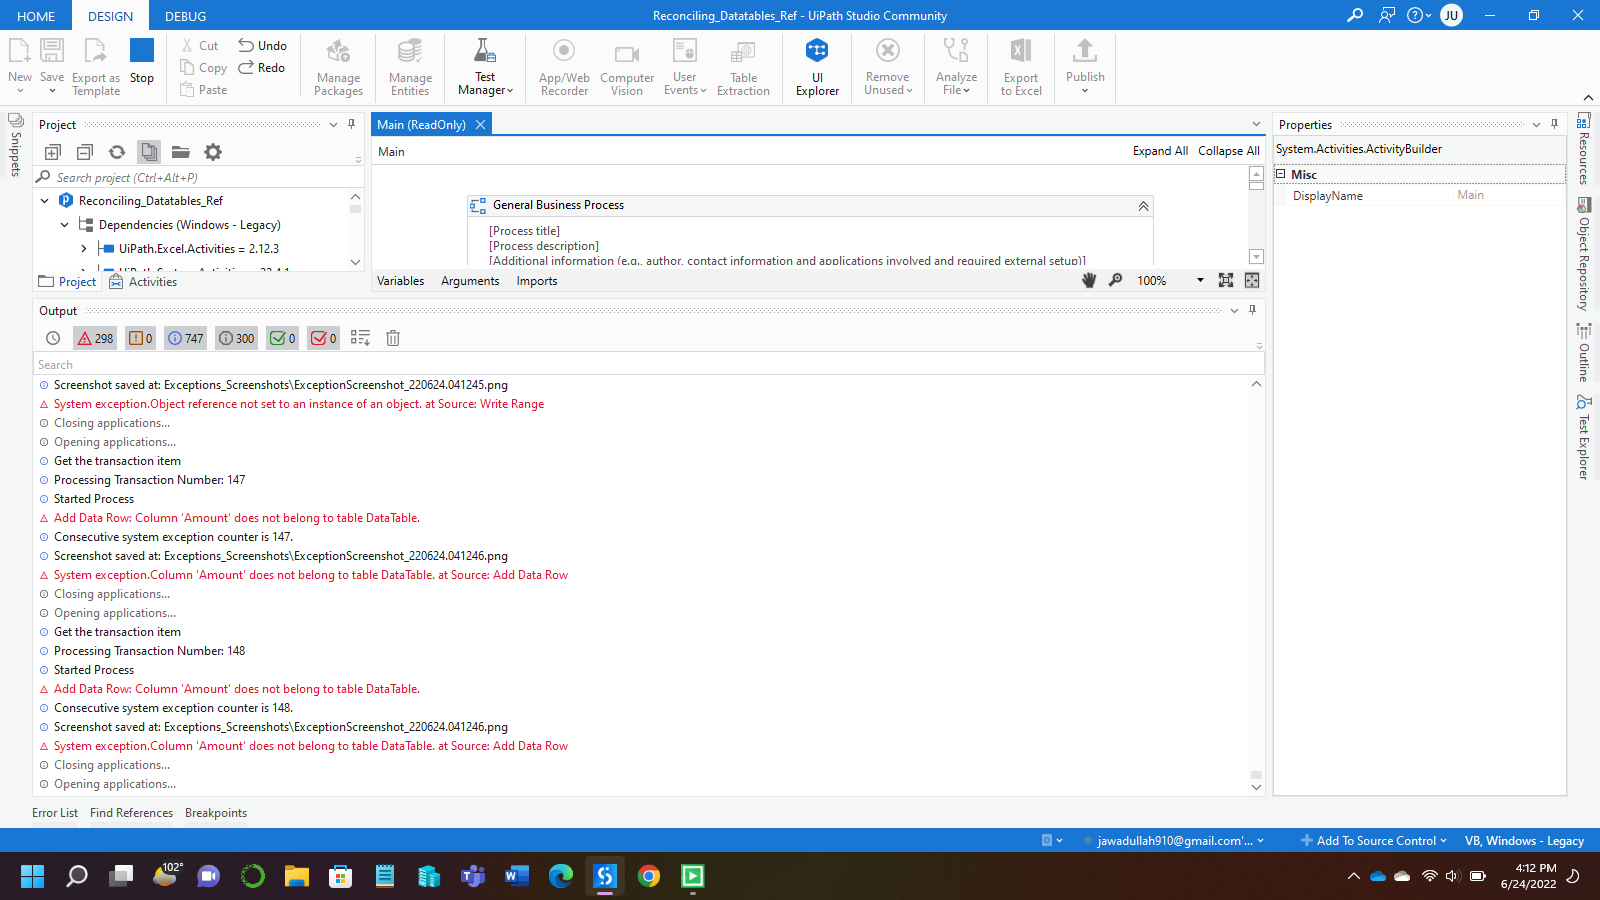 HOME DESIGN DEBUG Reconciling_Datatables_Ref - UiPath Studio Community JU
New Save Export as Template Stop Cut Copy Paste Undo Redo Manage Packages Manage Entities Test Manager App/Web Recorder Computer Vision User Events Table Extraction UI Explorer Remove Unused Analyze File Export to Excel Publish
Snippets
Project
Search project (Ctrl+Alt+P)
Reconciling_Datatables_Ref
Dependencies (Windows - Legacy)
UiPath.Excel.Activities = 2.12.3
Project Activities
Main (ReadOnly)
Main Expand All Collapse All
General Business Process
[Process title]
[Process description]
[Additional information (e.g., author, contact information and applications involved and required external setup)]
Variables Arguments Imports 100%
Properties
System.Activities.ActivityBuilder
Misc
DisplayName Main
Resources
Object Repository
Outline
Test Explorer
Output
298 0 747 300 0 0
Search
Screenshot saved at: Exceptions_Screenshots\ExceptionScreenshot_220624.041245.png
System exception.Object reference not set to an instance of an object. at Source: Write Range
Closing applications...
Opening applications...
Get the transaction item
Processing Transaction Number: 147
Started Process
Add Data Row: Column 'Amount' does not belong to table DataTable.
Consecutive system exception counter is 147.
Screenshot saved at: Exceptions_Screenshots\ExceptionScreenshot_220624.041246.png
System exception.Column 'Amount' does not belong to table DataTable. at Source: Add Data Row
Closing applications...
Opening applications...
Get the transaction item
Processing Transaction Number: 148
Started Process
Add Data Row: Column 'Amount' does not belong to table DataTable.
Consecutive system exception counter is 148.
Screenshot saved at: Exceptions_Screenshots\ExceptionScreenshot_220624.041246.png
System exception.Column 'Amount' does not belong to table DataTable. at Source: Add Data Row
Closing applications...
Opening applications...
Error List Find References Breakpoints
jawadullah910@gmail.com'... Add To Source Control VB, Windows - Legacy
102° 4:12 PM
6/24/2022